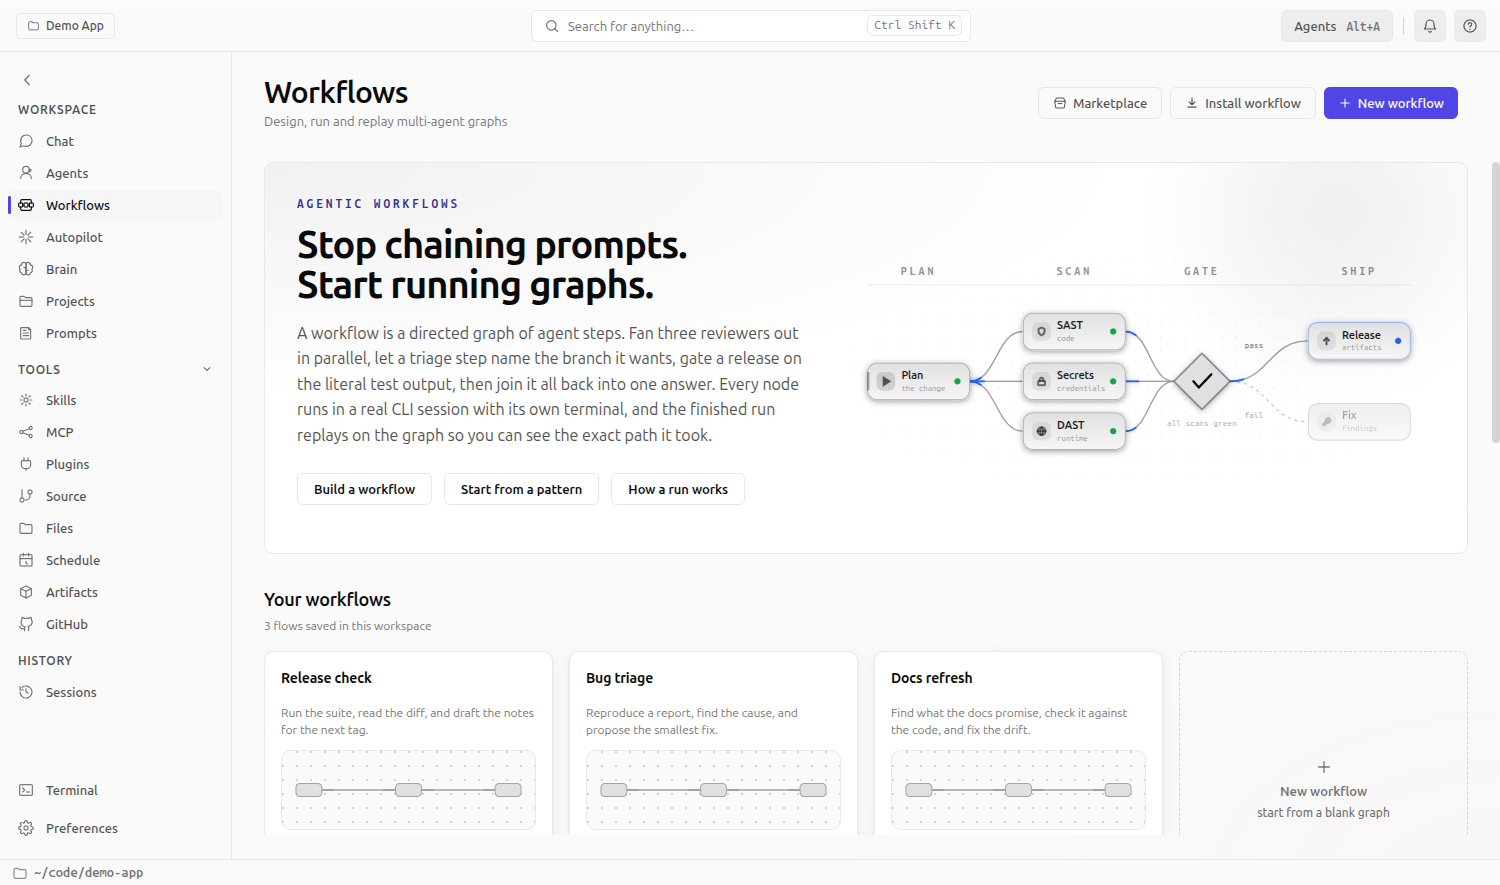 Demo App
Search for anything...
Ctrl Shift K
Agents Alt+A
WORKSPACE
Chat
Agents
Workflows
Autopilot
Brain
Projects
Prompts
TOOLS
Skills
MCP
Plugins
Source
Files
Schedule
Artifacts
GitHub
HISTORY
Sessions
Terminal
Preferences
Workflows
Design, run and replay multi-agent graphs
Marketplace
Install workflow
New workflow
AGENTIC WORKFLOWS
Stop chaining prompts.
Start running graphs.
A workflow is a directed graph of agent steps. Fan three reviewers out
in parallel, let a triage step name the branch it wants, gate a release on
the literal test output, then join it all back into one answer. Every node
runs in a real CLI session with its own terminal, and the finished run
replays on the graph so you can see the exact path it took.
Build a workflow
Start from a pattern
How a run works
PLAN
SCAN
GATE
SHIP
Plan
the change
SAST
code
Secrets
credentials
DAST
runtime
all scans green
pass
fail
Release
artifacts
Fix
findings
Your workflows
3 flows saved in this workspace
Release check
Run the suite, read the diff, and draft the notes
for the next tag.
Bug triage
Reproduce a report, find the cause, and
propose the smallest fix.
Docs refresh
Find what the docs promise, check it against
the code, and fix the drift.
New workflow
start from a blank graph
~/code/demo-app